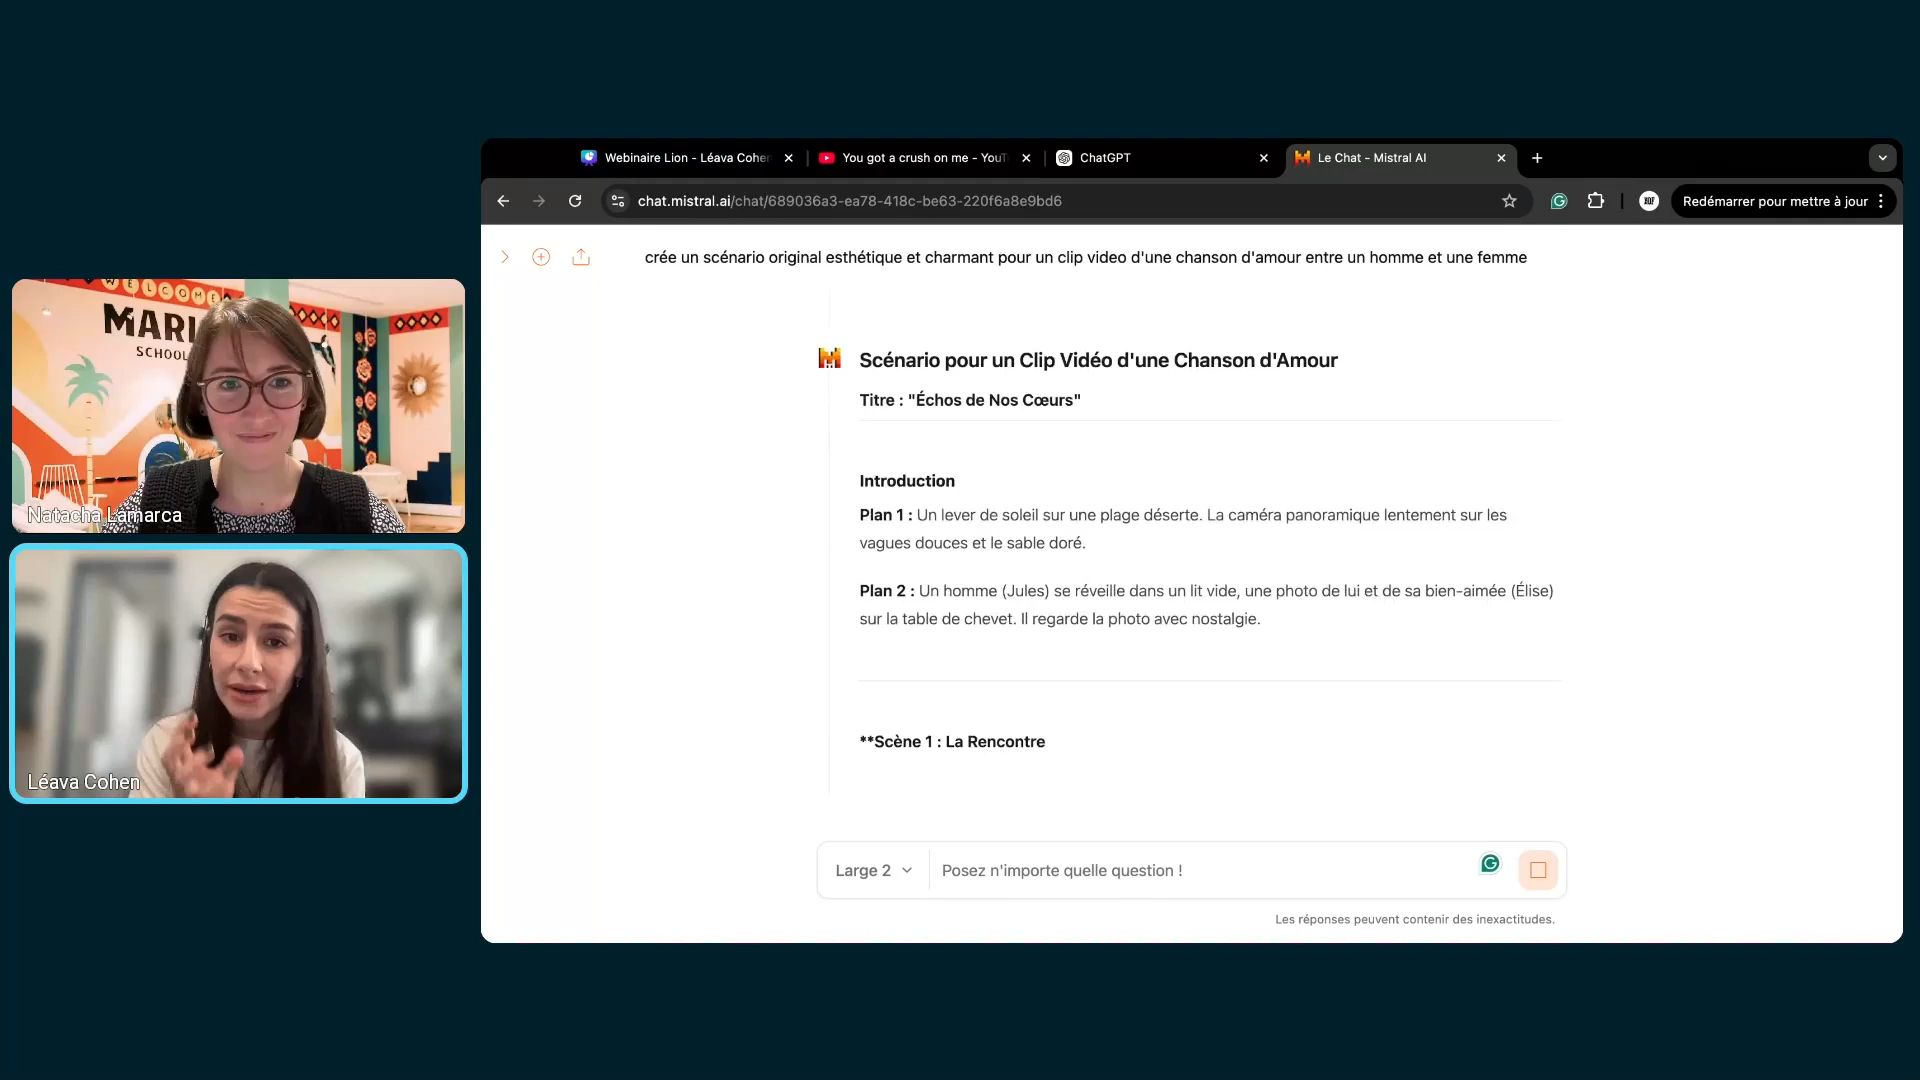 Webinaire Lion - Léava Cohen
You got a crush on me - YouT
ChatGPT
Le Chat - Mistral AI
chat.mistral.ai/chat/689036a3-ea78-418c-be63-220f6a8e9bd6
Redémarrer pour mettre à jour
crée un scénario original esthétique et charmant pour un clip video d'une chanson d'amour entre un homme et une femme
Scénario pour un Clip Vidéo d'une Chanson d'Amour
Titre : "Échos de Nos Cœurs"
Introduction
Plan 1 : Un lever de soleil sur une plage déserte. La caméra panoramique lentement sur les
vagues douces et le sable doré.
Plan 2 : Un homme (Jules) se réveille dans un lit vide, une photo de lui et de sa bien-aimée (Élise)
sur la table de chevet. Il regarde la photo avec nostalgie.
**Scène 1 : La Rencontre
Large 2
Posez n'importe quelle question !
Les réponses peuvent contenir des inexactitudes.
WELCOME
MARI
SCHOOL
Natacha Lamarca
Léava Cohen